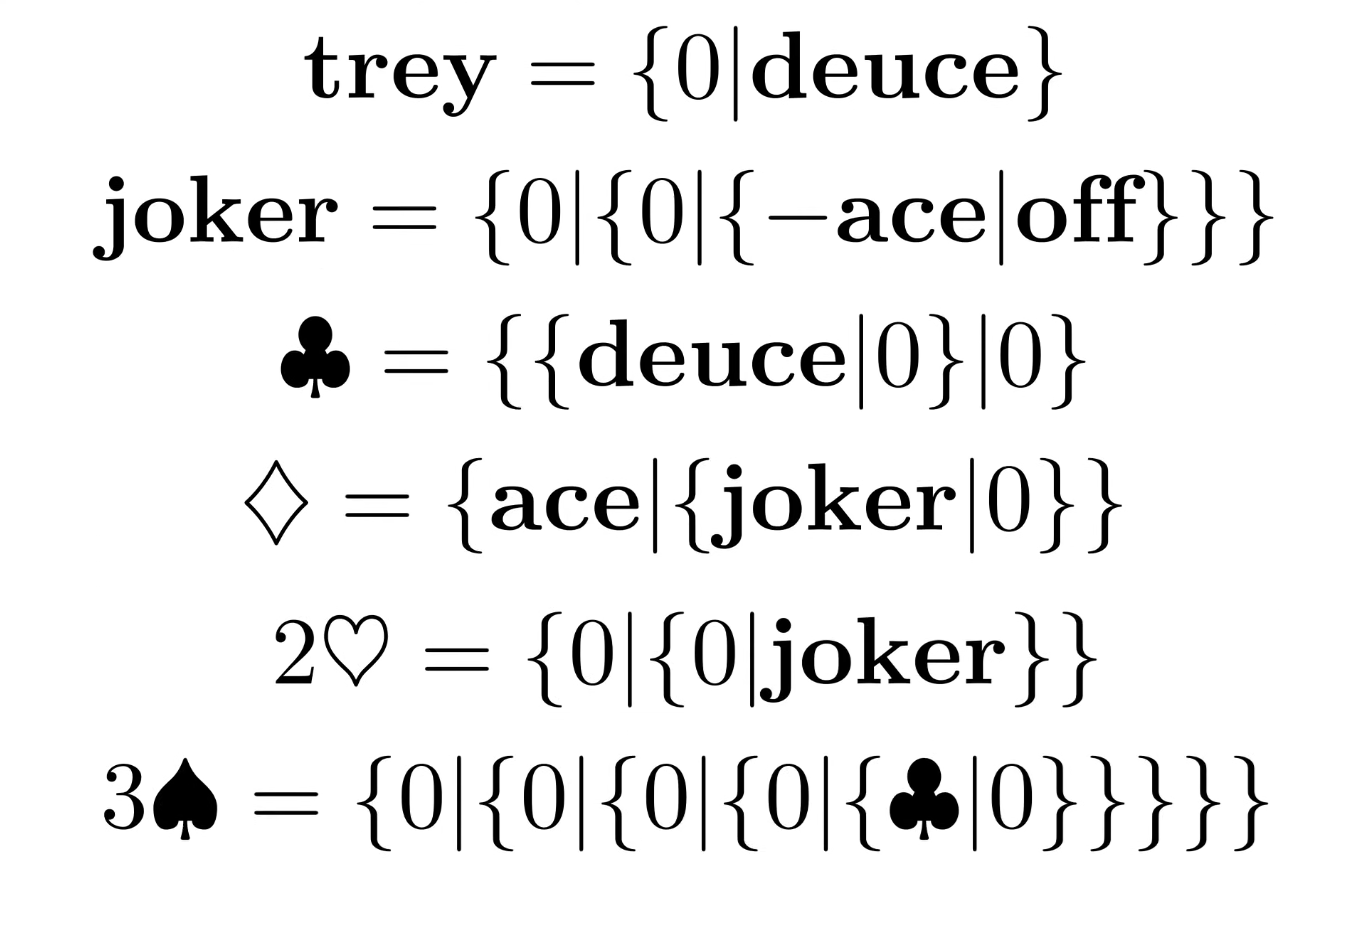 trey = {0|deuce}
joker = {0|{0|{−ace|off}}}
♣ = {{deuce|0}|0}
♢ = {ace|{joker|0}}
2♡ = {0|{0|joker}}
3♠ = {0|{0|{0|{0|{♣|0}}}}}